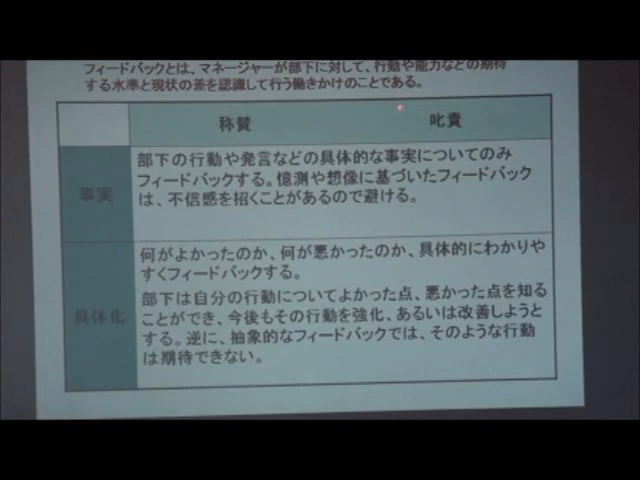 フィードバックとは、マネージャーが部下に対して、行動や能力などの期待
する水準と現状の差を認識して行う働きかけのことである。
称賛 叱責
事実
部下の行動や発言などの具体的な事実についてのみ
フィードバックする。憶測や想像に基づいたフィードバック
は、不信感を招くことがあるので避ける。
具体化
何がよかったのか、何が悪かったのか、具体的にわかりや
すくフィードバックする。
部下は自分の行動についてよかった点、悪かった点を知る
ことができ、今後もその行動を強化、あるいは改善しようと
する。逆に、抽象的なフィードバックでは、そのような行動
は期待できない。